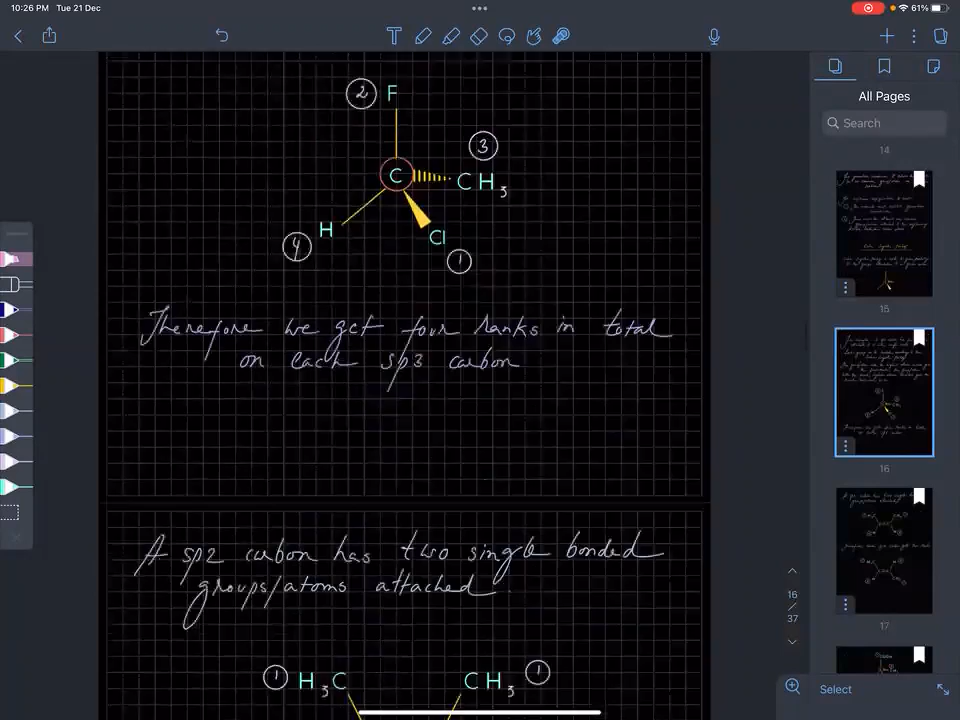 10:26 PM Tue 21 Dec
61%
All Pages
Search
14
② F
③
C CH3
H
④ Cl
①
Therefore we get four ranks in total
on each sp3 carbon
15
16
A sp2 carbon has two single bonded
groups/atoms attached.
① H3C CH3 ①
16
/
37
17
Select